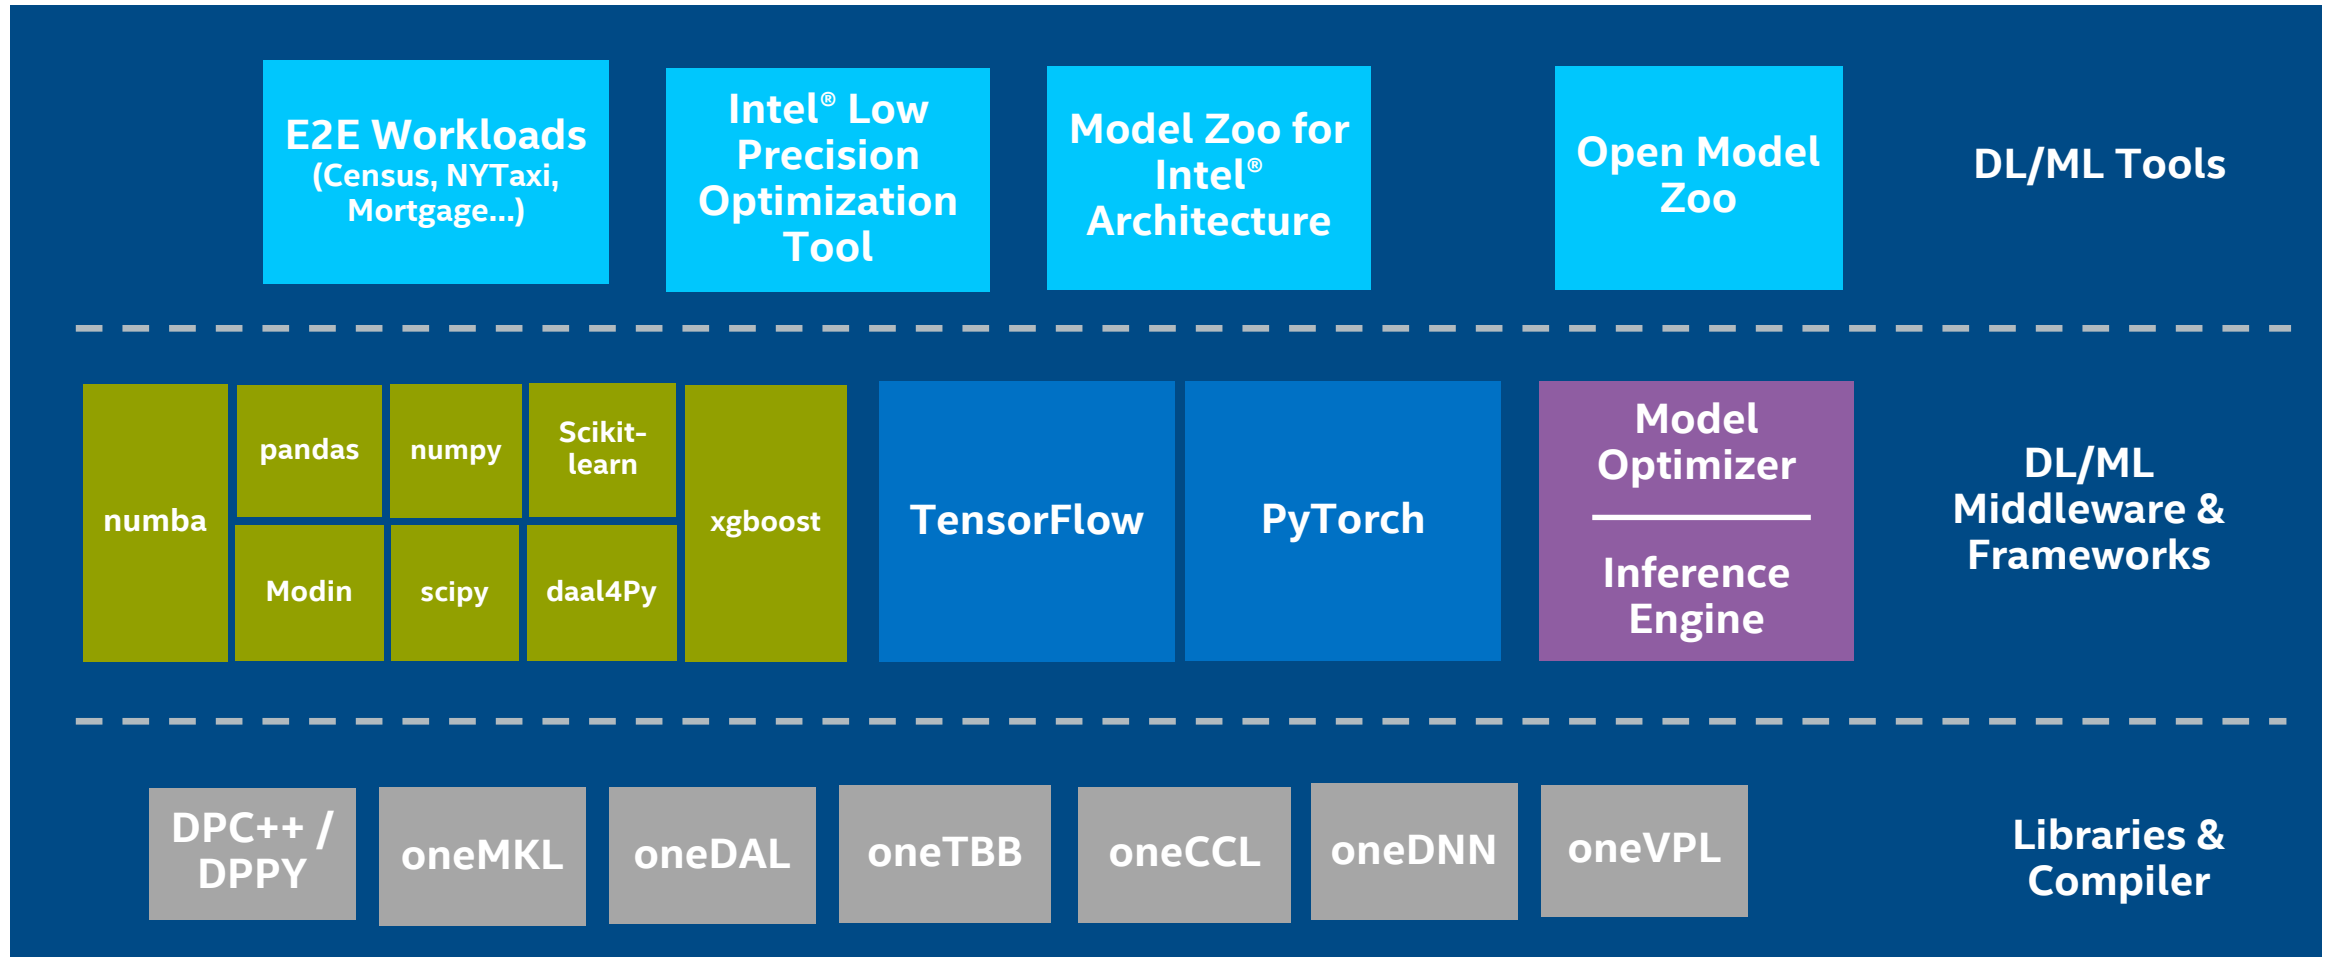 E2E Workloads
(Census, NYTaxi,
Mortgage...)
Intel® Low
Precision
Optimization
Tool
Model Zoo for
Intel®
Architecture
Open Model
Zoo
DL/ML Tools
numba
pandas
numpy
Scikit-
learn
Modin
scipy
daal4Py
xgboost
TensorFlow
PyTorch
Model
Optimizer
Inference
Engine
DL/ML
Middleware &
Frameworks
DPC++ /
DPPY
oneMKL
oneDAL
oneTBB
oneCCL
oneDNN
oneVPL
Libraries &
Compiler